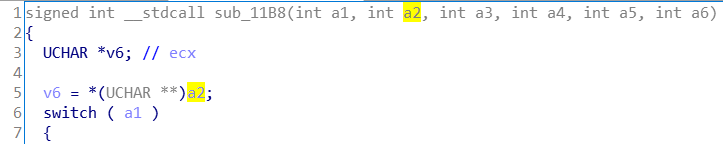 1 signed int __stdcall sub_11B8(int a1, int a2, int a3, int a4, int a5, int a6)
2 {
3   UCHAR *v6; // ecx
4
5   v6 = *(UCHAR **)a2;
6   switch ( a1 )
7   {